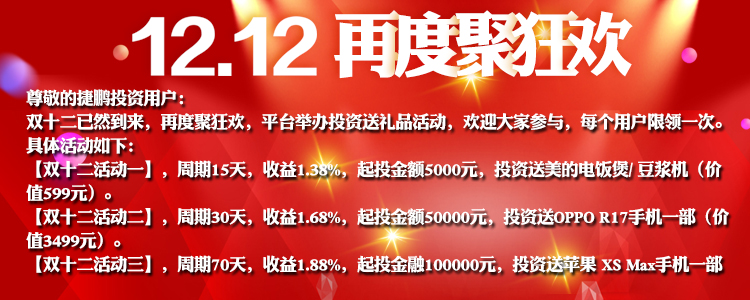 12.12 再度聚狂欢
尊敬的捷鹏投资用户：
双十二已然到来，再度聚狂欢，平台举办投资送礼品活动，欢迎大家参与，每个用户限领一次。
具体活动如下：
【双十二活动一】，周期15天，收益1.38%，起投金额5000元，投资送美的电饭煲/ 豆浆机（价
值599元）。
【双十二活动二】，周期30天，收益1.68%，起投金额50000元，投资送OPPO R17手机一部（价
值3499元）。
【双十二活动三】，周期70天，收益1.88%，起投金融100000元，投资送苹果 XS Max手机一部